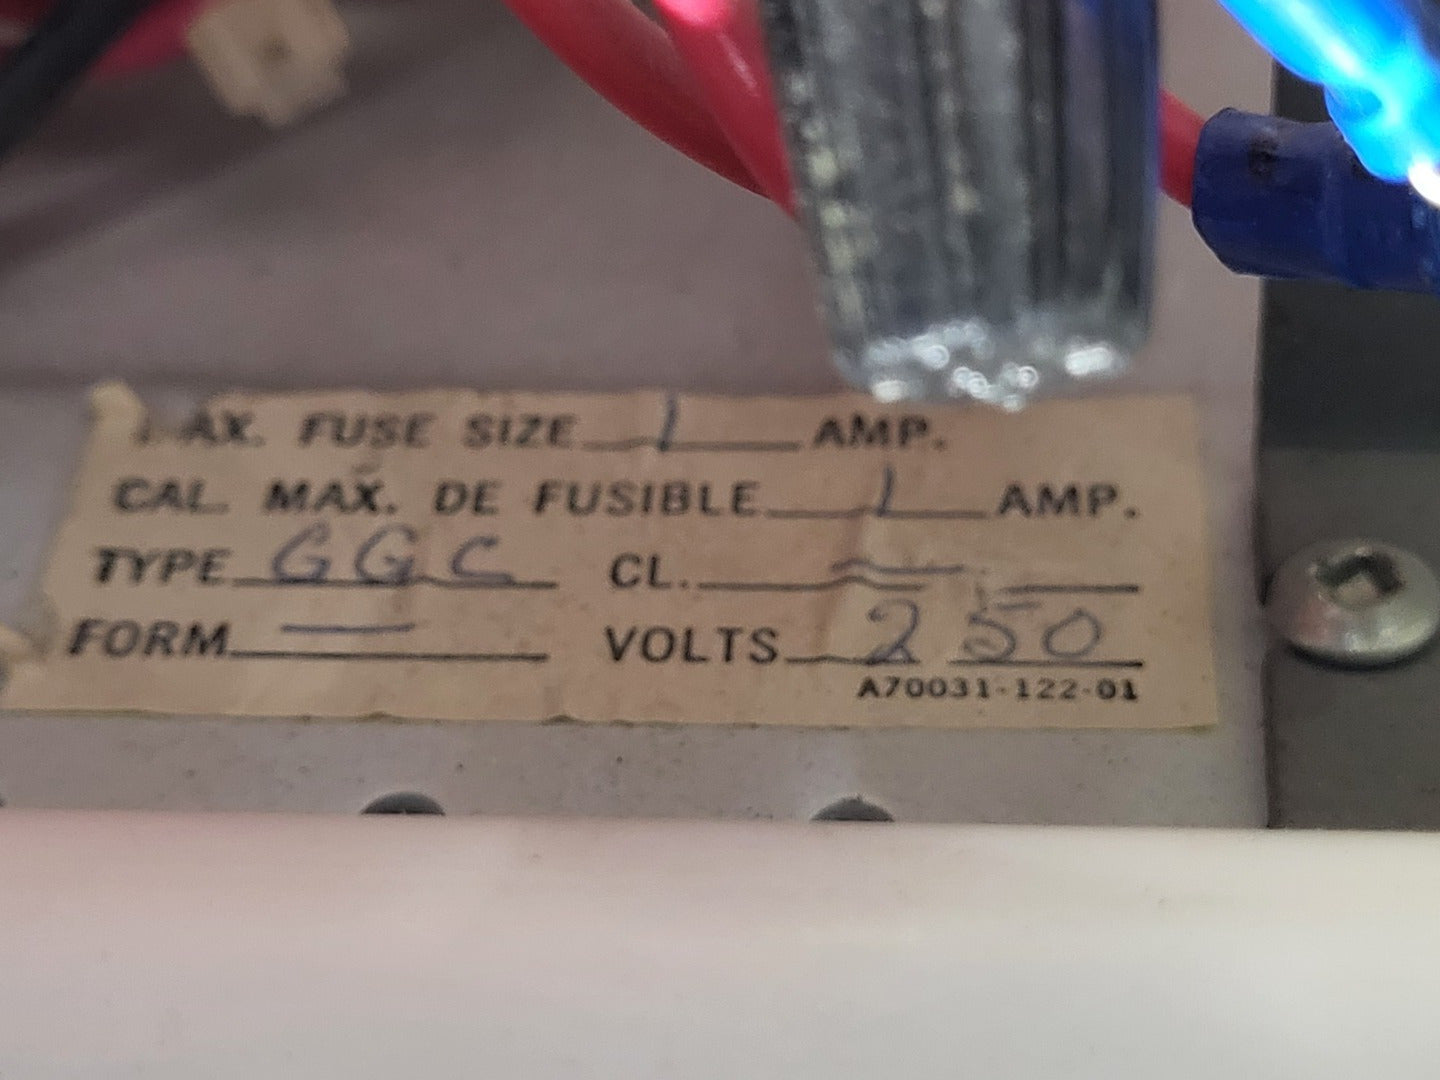 MAX. FUSE SIZE 1 AMP.
CAL. MAX. DE FUSIBLE 1 AMP.
TYPE GGC CL. —
FORM — VOLTS 250
A70031-122-01